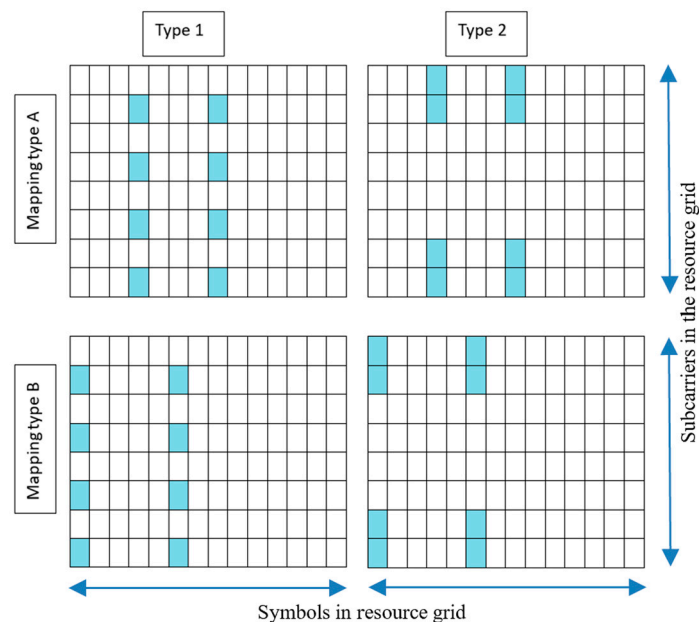 Type 1
Type 2
Mapping type A
Mapping type B
Subcarriers in the resource grid
Symbols in resource grid